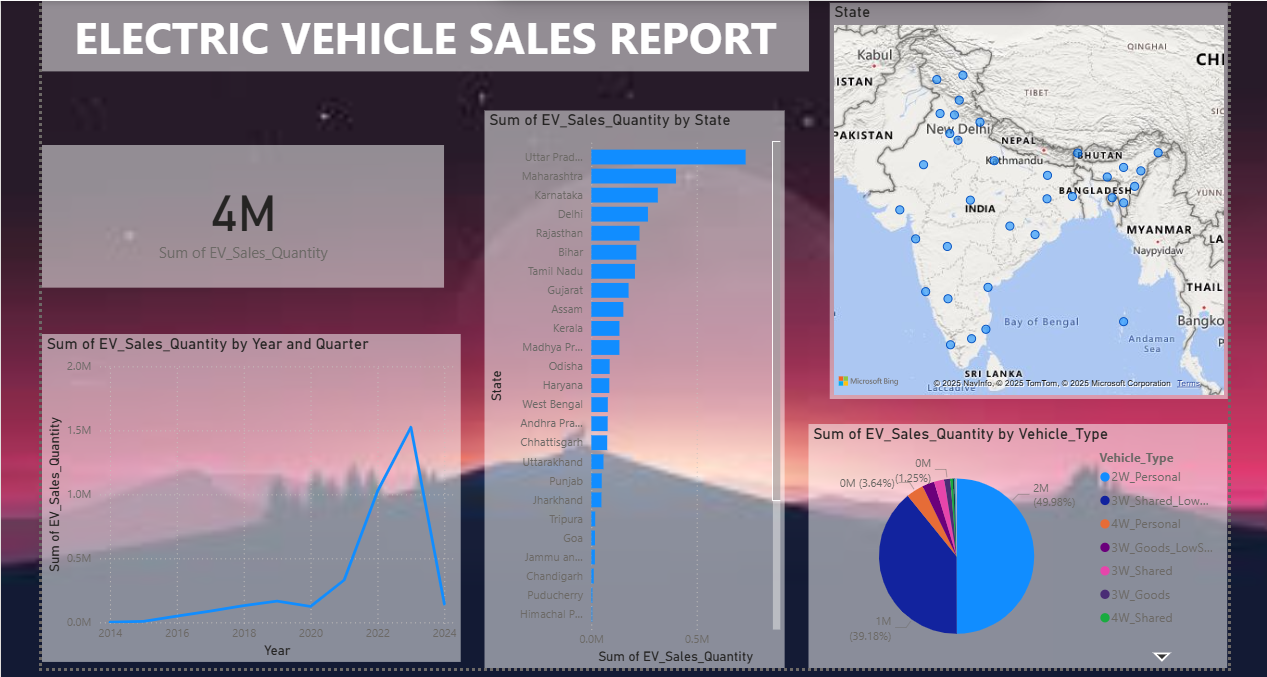 ELECTRIC VEHICLE SALES REPORT
4M
Sum of EV_Sales_Quantity
Sum of EV_Sales_Quantity by Year and Quarter
Sum of EV_Sales_Quantity
2.0M
1.5M
1.0M
0.5M
0.0M
2014 2016 2018 2020 2022 2024
Year
Sum of EV_Sales_Quantity by State
State
Uttar Prad...
Maharashtra
Karnataka
Delhi
Rajasthan
Bihar
Tamil Nadu
Gujarat
Assam
Kerala
Madhya Pr...
Odisha
Haryana
West Bengal
Andhra Pra...
Chhattisgarh
Uttarakhand
Punjab
Jharkhand
Tripura
Goa
Jammu an...
Chandigarh
Puducherry
Himachal P...
0.0M 0.5M
Sum of EV_Sales_Quantity
State
QINGHAI
Kabul
CHI
ISTAN
TIBET
SIC
PAKISTAN
New Delhi
NEPAL
Kathmandu
BHUTAN
BANGLADESH
YUNN
INDIA
MYANMAR
LA
Naypyidaw
THAIL
Bay of Bengal
Bangko
Andaman
Sea
P
SRI LANKA
Microsoft Bing
© 2025 NavInfo, © 2025 TomTom, © 2025 Microsoft Corporation Terms
Laccadive
Sum of EV_Sales_Quantity by Vehicle_Type
0M
(1.25%)
0M (3.64%)
2M
(49.98%)
1M
(39.18%)
Vehicle_Type
2W_Personal
3W_Shared_Low...
4W_Personal
3W_Goods_LowS...
3W_Shared
3W_Goods
4W_Shared